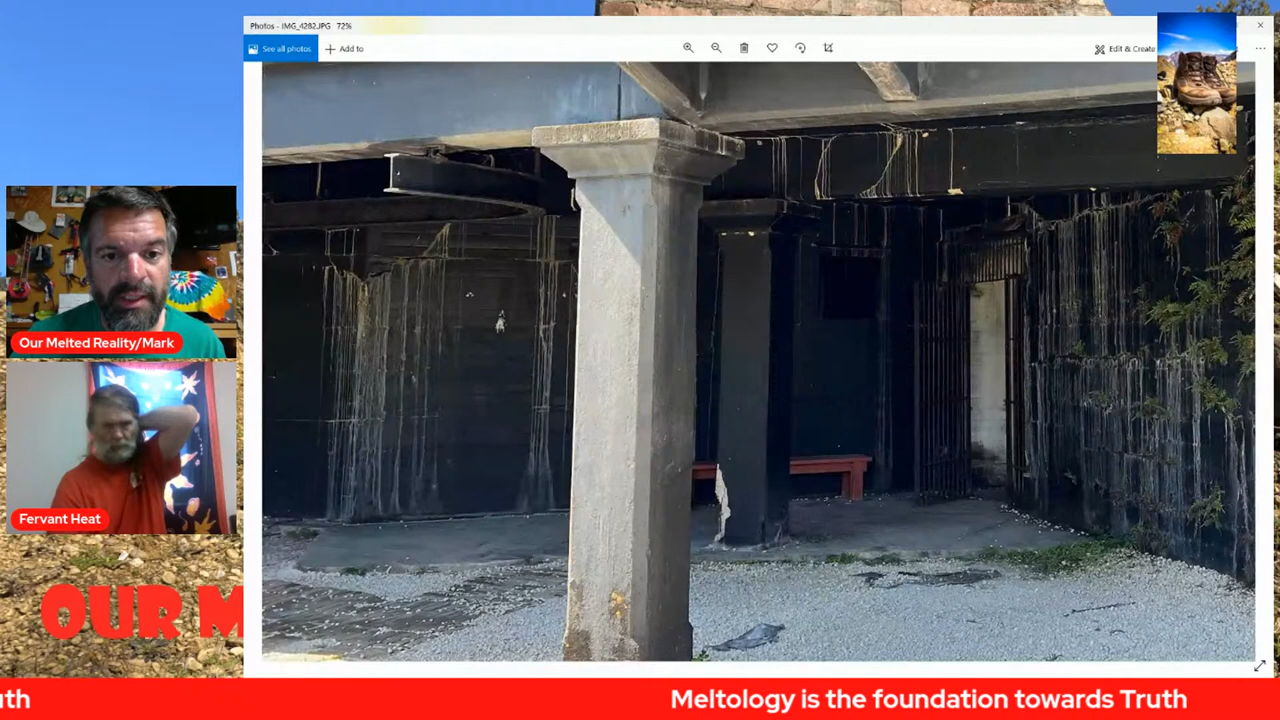 Photos - IMG_4282.JPG 72%
See all photos
Add to
Edit & Create
Our Melted Reality/Mark
Fervant Heat
OUR M
uth
Meltology is the foundation towards Truth